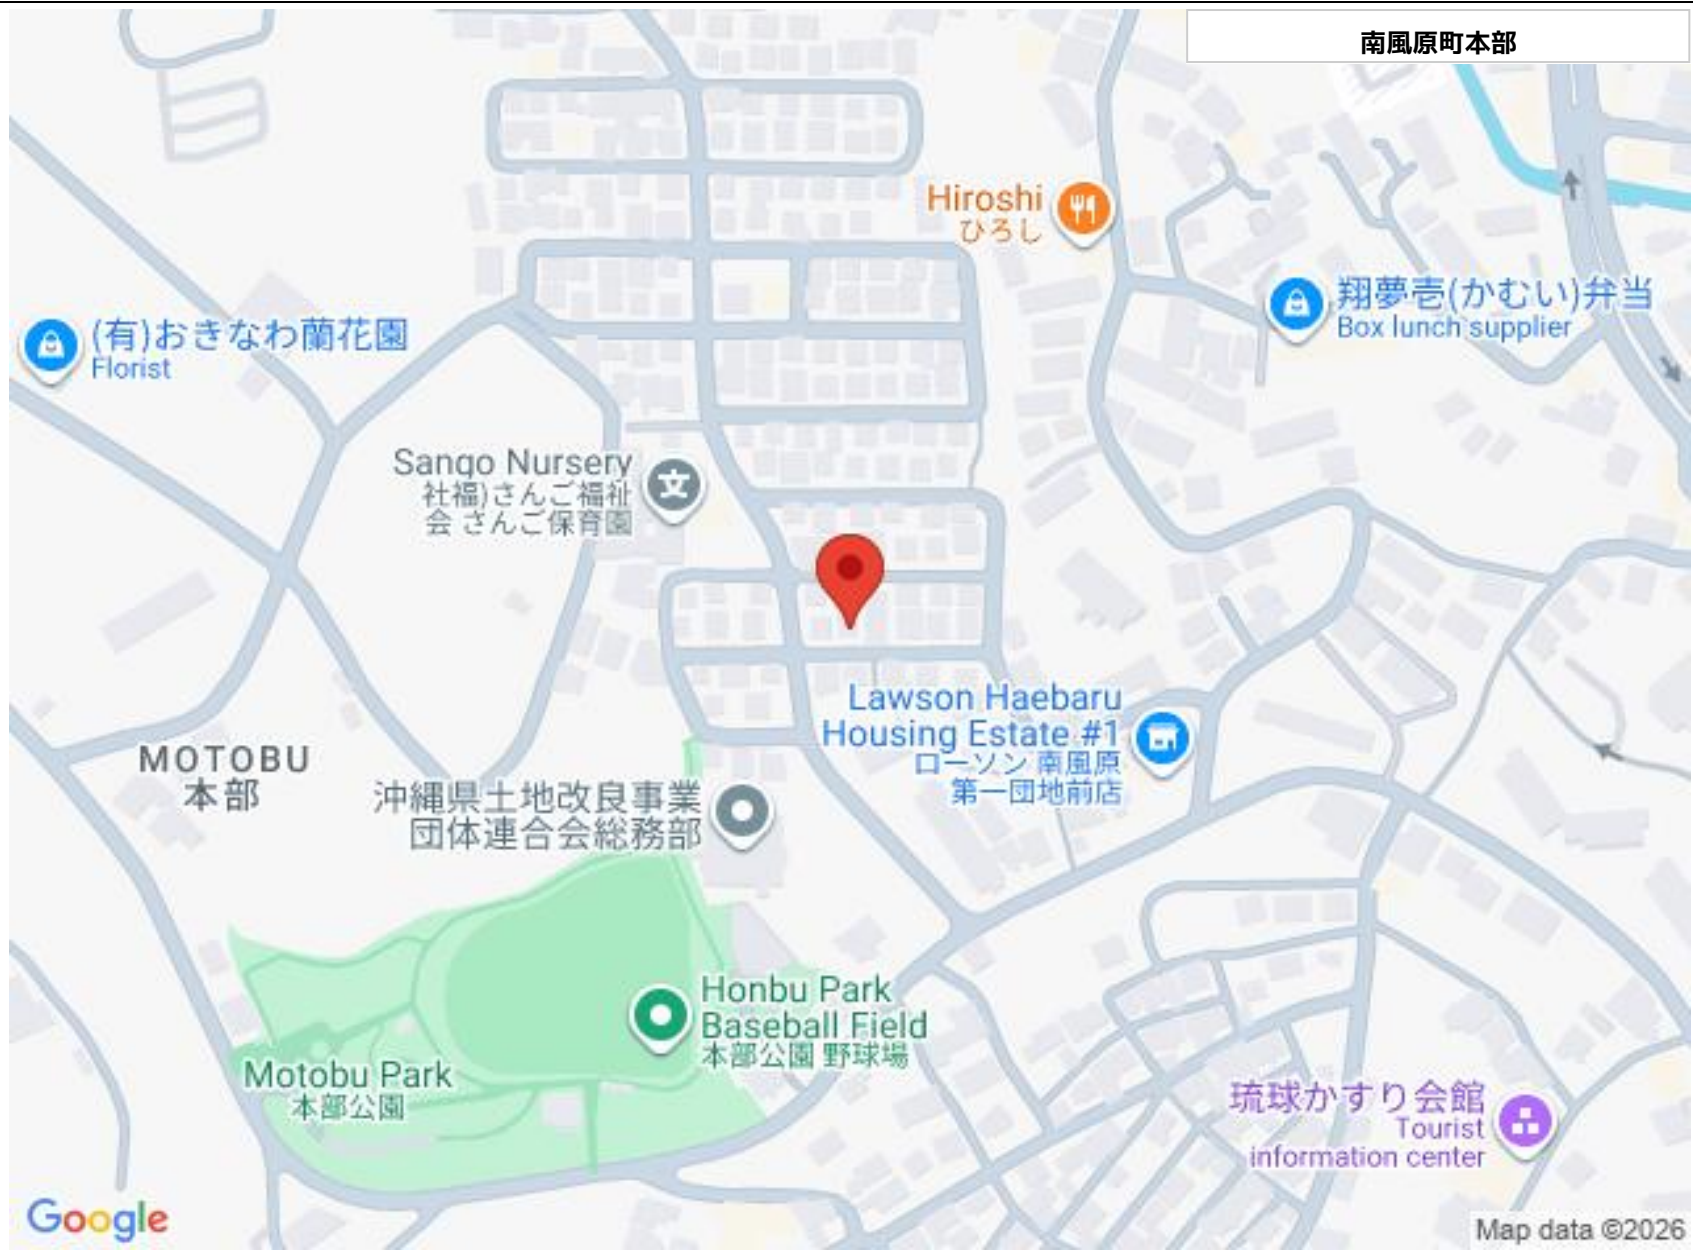 南風原町本部
Hiroshi
ひろし
翔夢壱(かむい)弁当
Box lunch supplier
(有)おきなわ蘭花園
Florist
Sango Nursery
社福)さんご福祉
会 さんご保育園
Lawson Haebaru
Housing Estate #1
ローソン 南風原
第一団地前店
MOTOBU
本部
沖縄県土地改良事業
団体連合会総務部
Honbu Park
Baseball Field
本部公園 野球場
Motobu Park
本部公園
琉球かすり会館
Tourist
information center
Google
Map data ©2026